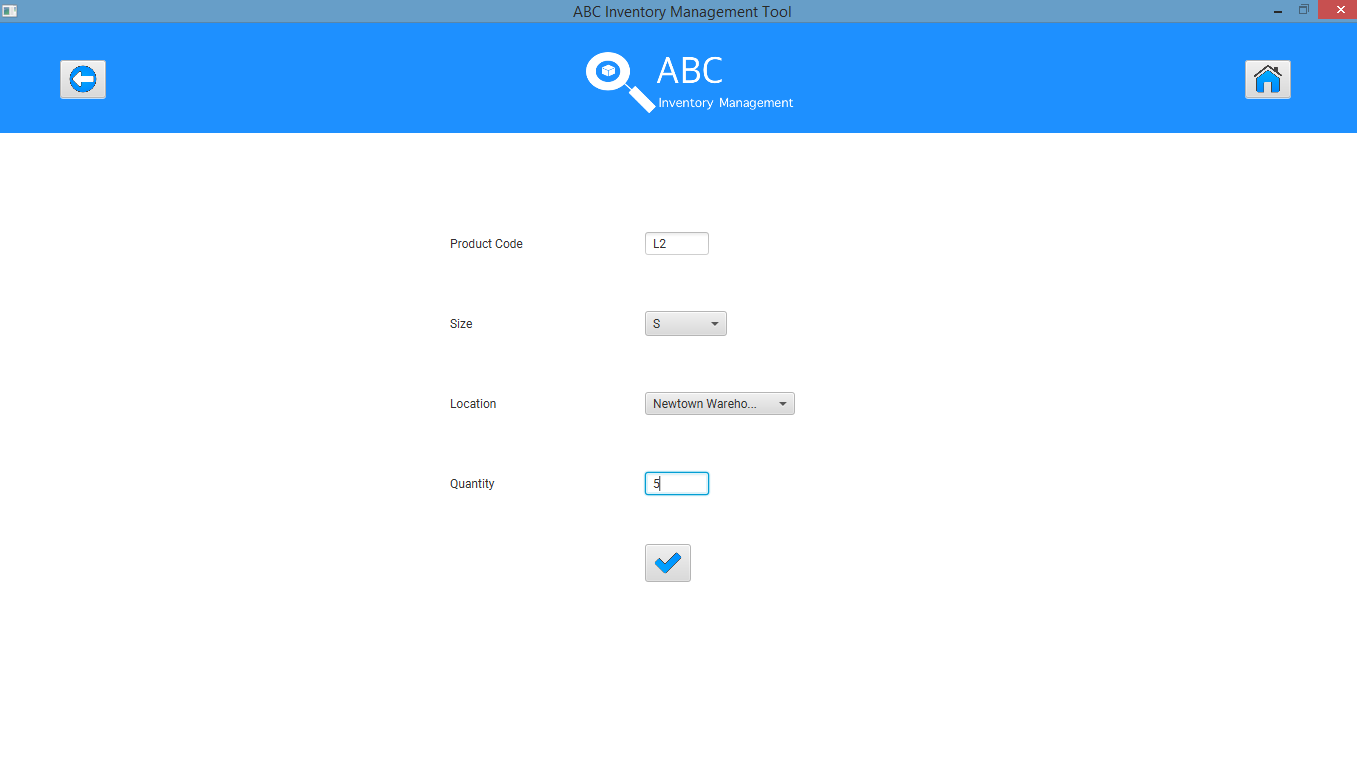 ABC Inventory Management Tool
ABC
Inventory Management
Product Code L2
Size S
Location Newtown Wareho...
Quantity 5